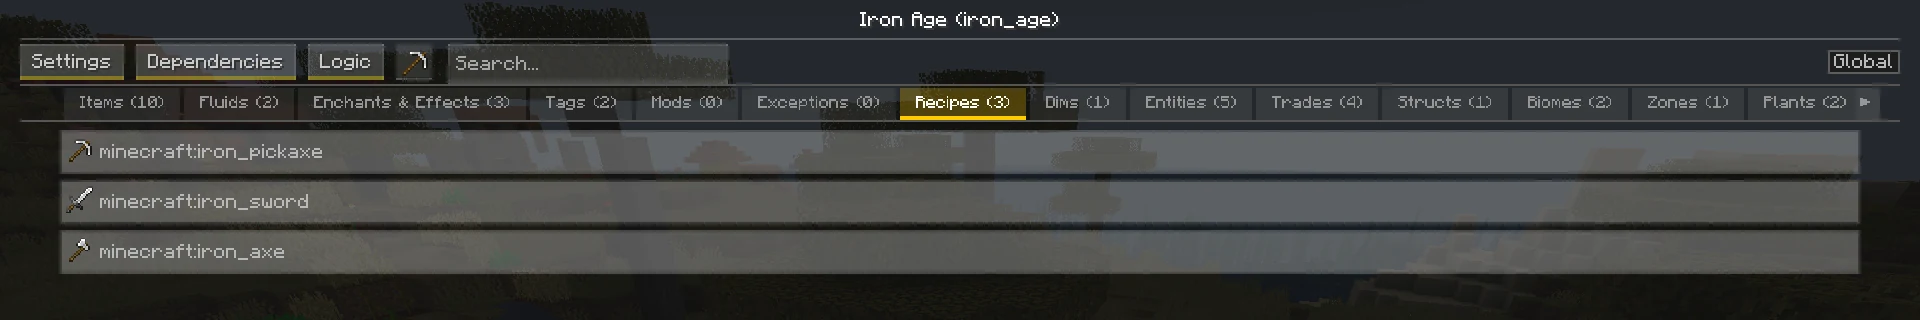 Iron Age (iron_age)
Settings Dependencies Logic Search... Global
Items (10) Fluids (2) Enchants & Effects (3) Tags (2) Mods (0) Exceptions (0) Recipes (3) Dims (1) Entities (5) Trades (4) Structs (1) Biomes (2) Zones (1) Plants (2)
minecraft:iron_pickaxe
minecraft:iron_sword
minecraft:iron_axe